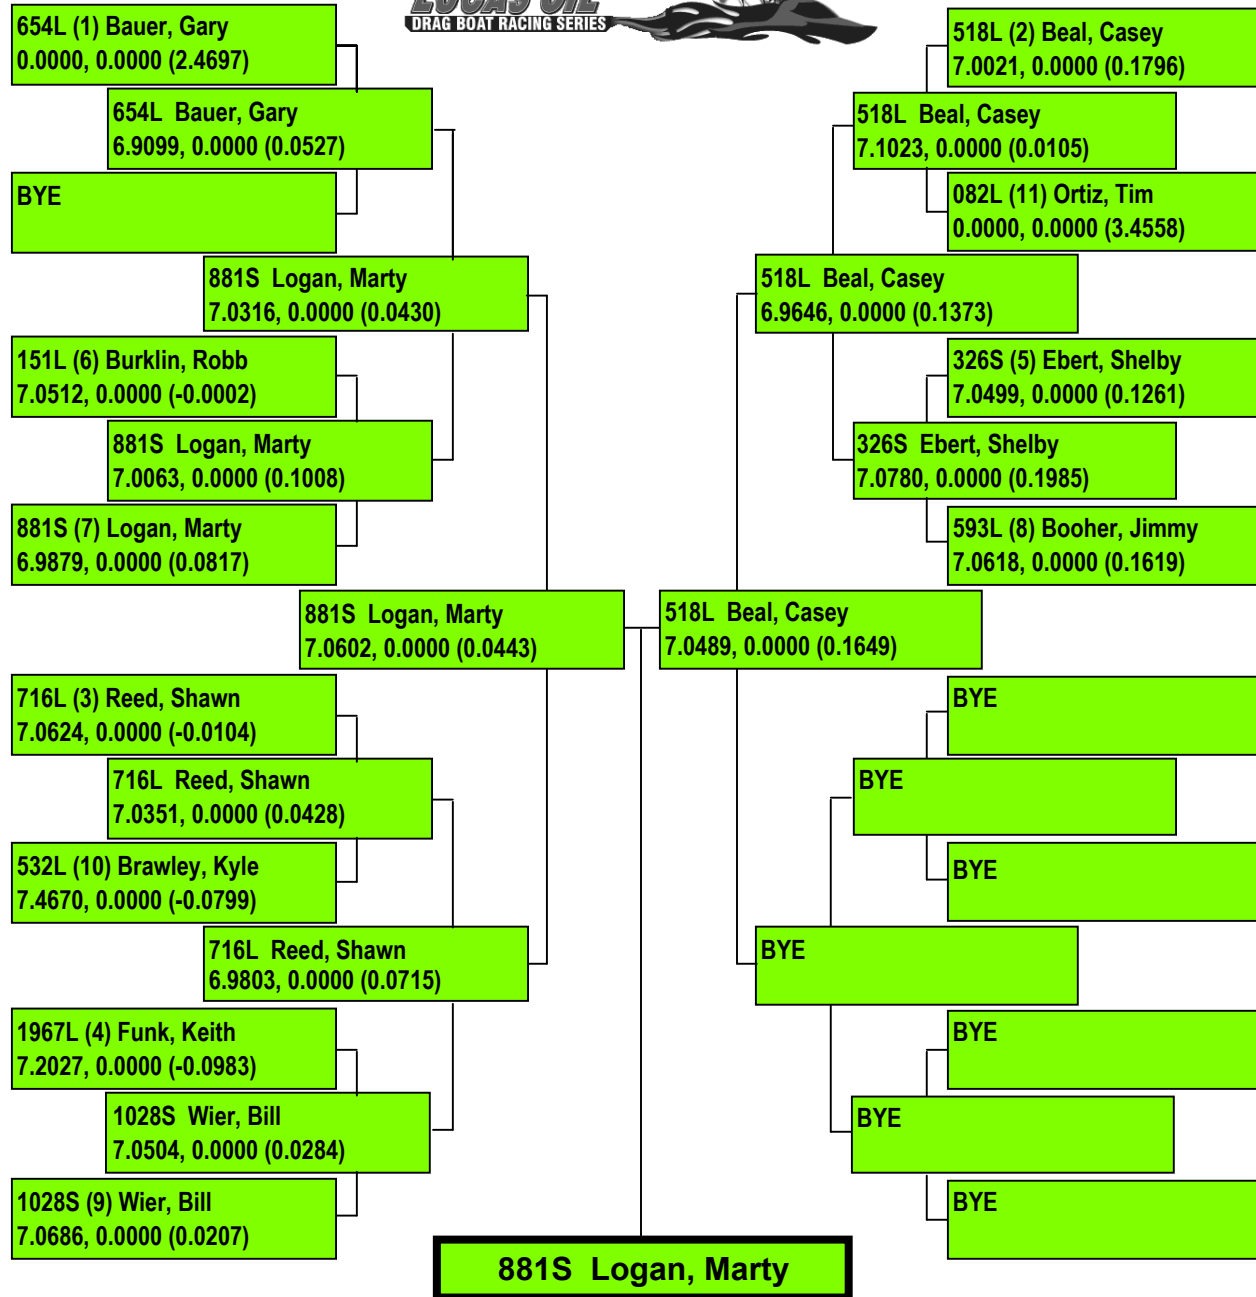 LUCAS OIL
DRAG BOAT RACING SERIES
654L (1) Bauer, Gary
0.0000, 0.0000 (2.4697)
654L Bauer, Gary
6.9099, 0.0000 (0.0527)
BYE
881S Logan, Marty
7.0316, 0.0000 (0.0430)
151L (6) Burklin, Robb
7.0512, 0.0000 (-0.0002)
881S Logan, Marty
7.0063, 0.0000 (0.1008)
881S (7) Logan, Marty
6.9879, 0.0000 (0.0817)
881S Logan, Marty
7.0602, 0.0000 (0.0443)
716L (3) Reed, Shawn
7.0624, 0.0000 (-0.0104)
716L Reed, Shawn
7.0351, 0.0000 (0.0428)
532L (10) Brawley, Kyle
7.4670, 0.0000 (-0.0799)
716L Reed, Shawn
6.9803, 0.0000 (0.0715)
1967L (4) Funk, Keith
7.2027, 0.0000 (-0.0983)
1028S Wier, Bill
7.0504, 0.0000 (0.0284)
1028S (9) Wier, Bill
7.0686, 0.0000 (0.0207)
518L (2) Beal, Casey
7.0021, 0.0000 (0.1796)
518L Beal, Casey
7.1023, 0.0000 (0.0105)
082L (11) Ortiz, Tim
0.0000, 0.0000 (3.4558)
518L Beal, Casey
6.9646, 0.0000 (0.1373)
326S (5) Ebert, Shelby
7.0499, 0.0000 (0.1261)
326S Ebert, Shelby
7.0780, 0.0000 (0.1985)
593L (8) Booher, Jimmy
7.0618, 0.0000 (0.1619)
518L Beal, Casey
7.0489, 0.0000 (0.1649)
BYE
BYE
BYE
BYE
BYE
BYE
BYE
881S Logan, Marty